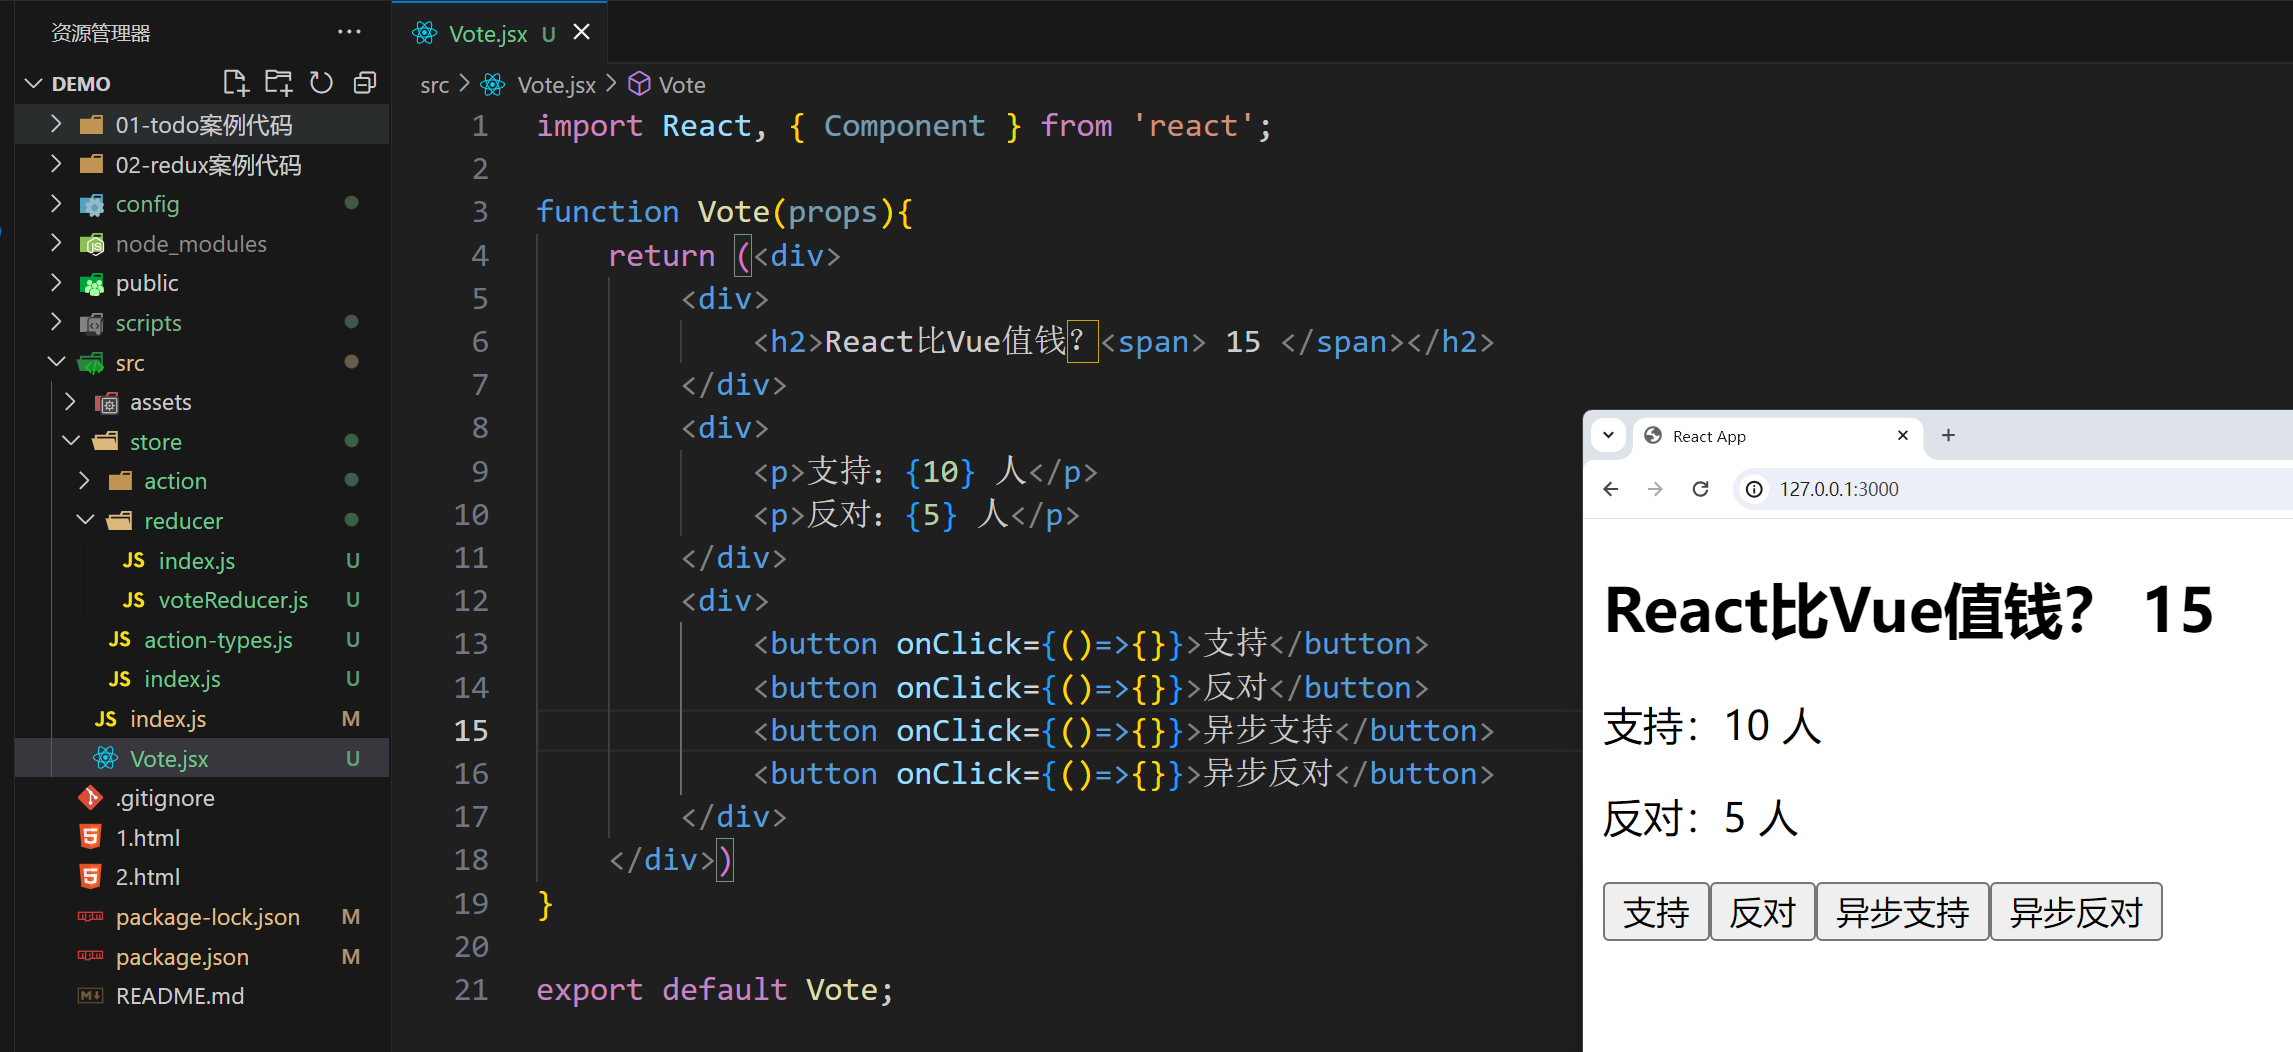 资源管理器 ···
DEMO
01-todo案例代码
02-redux案例代码
config
node_modules
public
scripts
src
assets
store
action
reducer
JS index.js U
JS voteReducer.js U
JS action-types.js U
JS index.js U
JS index.js M
Vote.jsx U
.gitignore
1.html
2.html
package-lock.json M
package.json M
README.md
Vote.jsx U
src > Vote.jsx > Vote
1 import React, { Component } from 'react';
2
3 function Vote(props){
4 return (<div>
5 <div>
6 <h2>React比Vue值钱？<span> 15 </span></h2>
7 </div>
8 <div>
9 <p>支持：{10} 人</p>
10 <p>反对：{5} 人</p>
11 </div>
12 <div>
13 <button onClick={()=>{}}>支持</button>
14 <button onClick={()=>{}}>反对</button>
15 <button onClick={()=>{}}>异步支持</button>
16 <button onClick={()=>{}}>异步反对</button>
17 </div>
18 </div>)
19 }
20
21 export default Vote;
React App
127.0.0.1:3000
React比Vue值钱？ 15
支持：10 人
反对：5 人
支持 反对 异步支持 异步反对